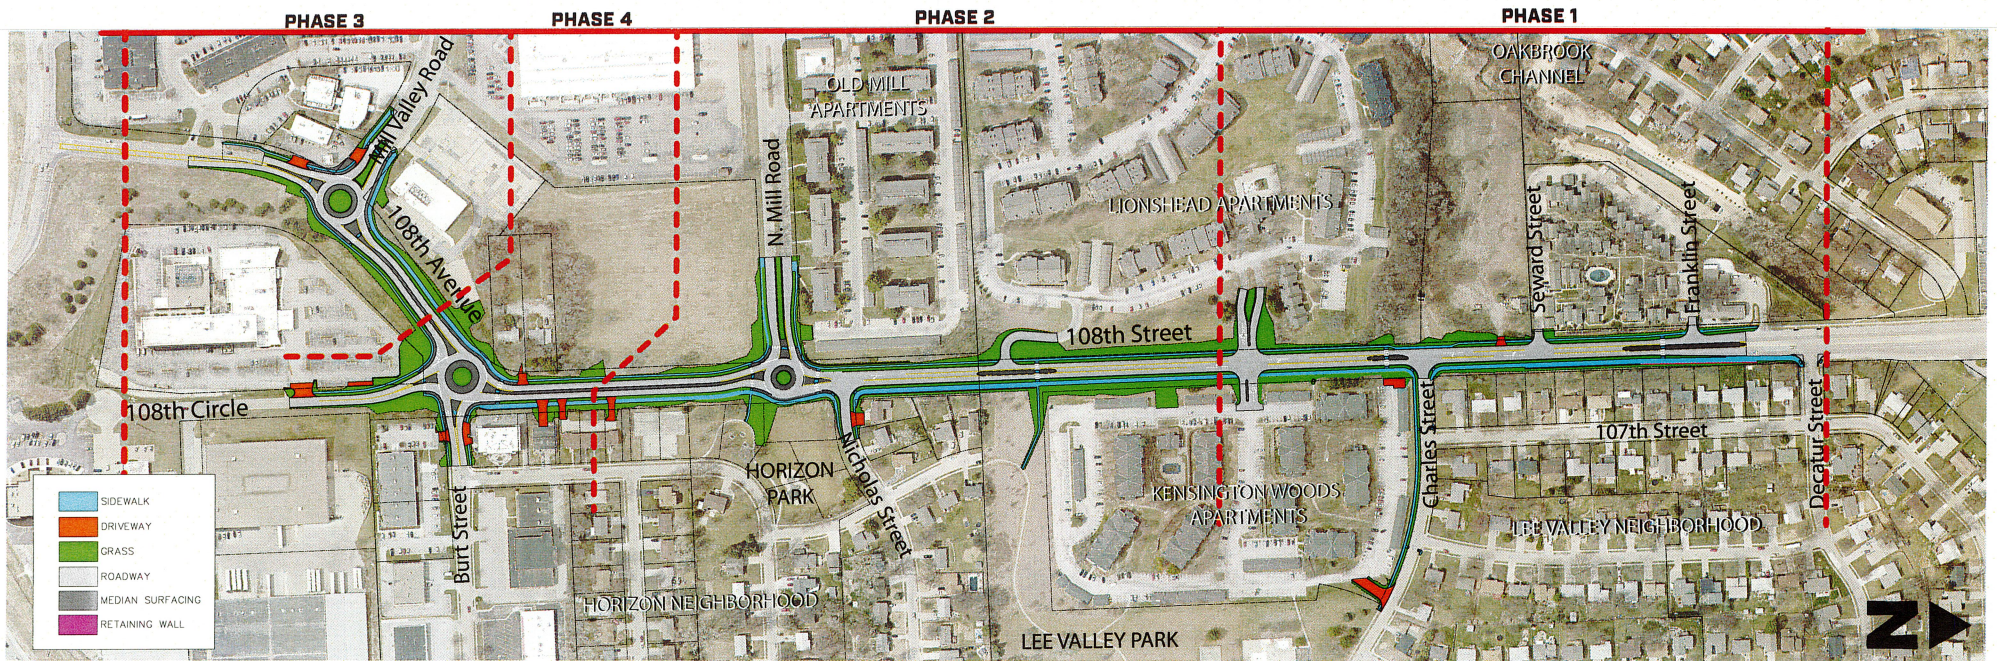 PHASE 3
PHASE 4
PHASE 2
PHASE 1
Mill Valley Road
OLD MILL
APARTMENTS
OAKBROOK
CHANNEL
N. Mill Road
LIONSHEAD APARTMENTS
Seward Street
Franklin Street
108th Avenue
108th Street
108th Circle
Charles Street
107th Street
Decatur Street
HORIZON
PARK
Nicholas Street
KENSINGTON WOODS
APARTMENTS
LEE VALLEY NEIGHBORHOOD
Burt Street
HORIZON NEIGHBORHOOD
LEE VALLEY PARK
SIDEWALK
DRIVEWAY
GRASS
ROADWAY
MEDIAN SURFACING
RETAINING WALL
N